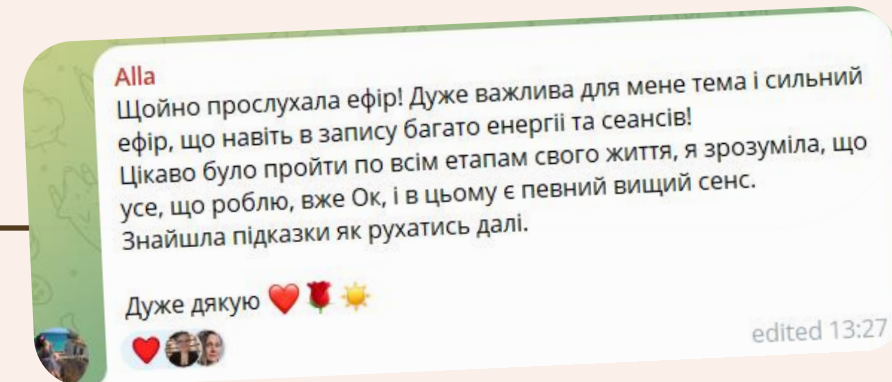 Alla
Щойно прослухала ефір! Дуже важлива для мене тема і сильний
ефір, що навіть в запису багато енергіі та сеансів!
Цікаво було пройти по всім етапам свого життя, я зрозуміла, що
усе, що роблю, вже Ок, і в цьому є певний вищий сенс.
Знайшла підказки як рухатись далі.
Дуже дякую ❤️🌹☀️
edited 13:27